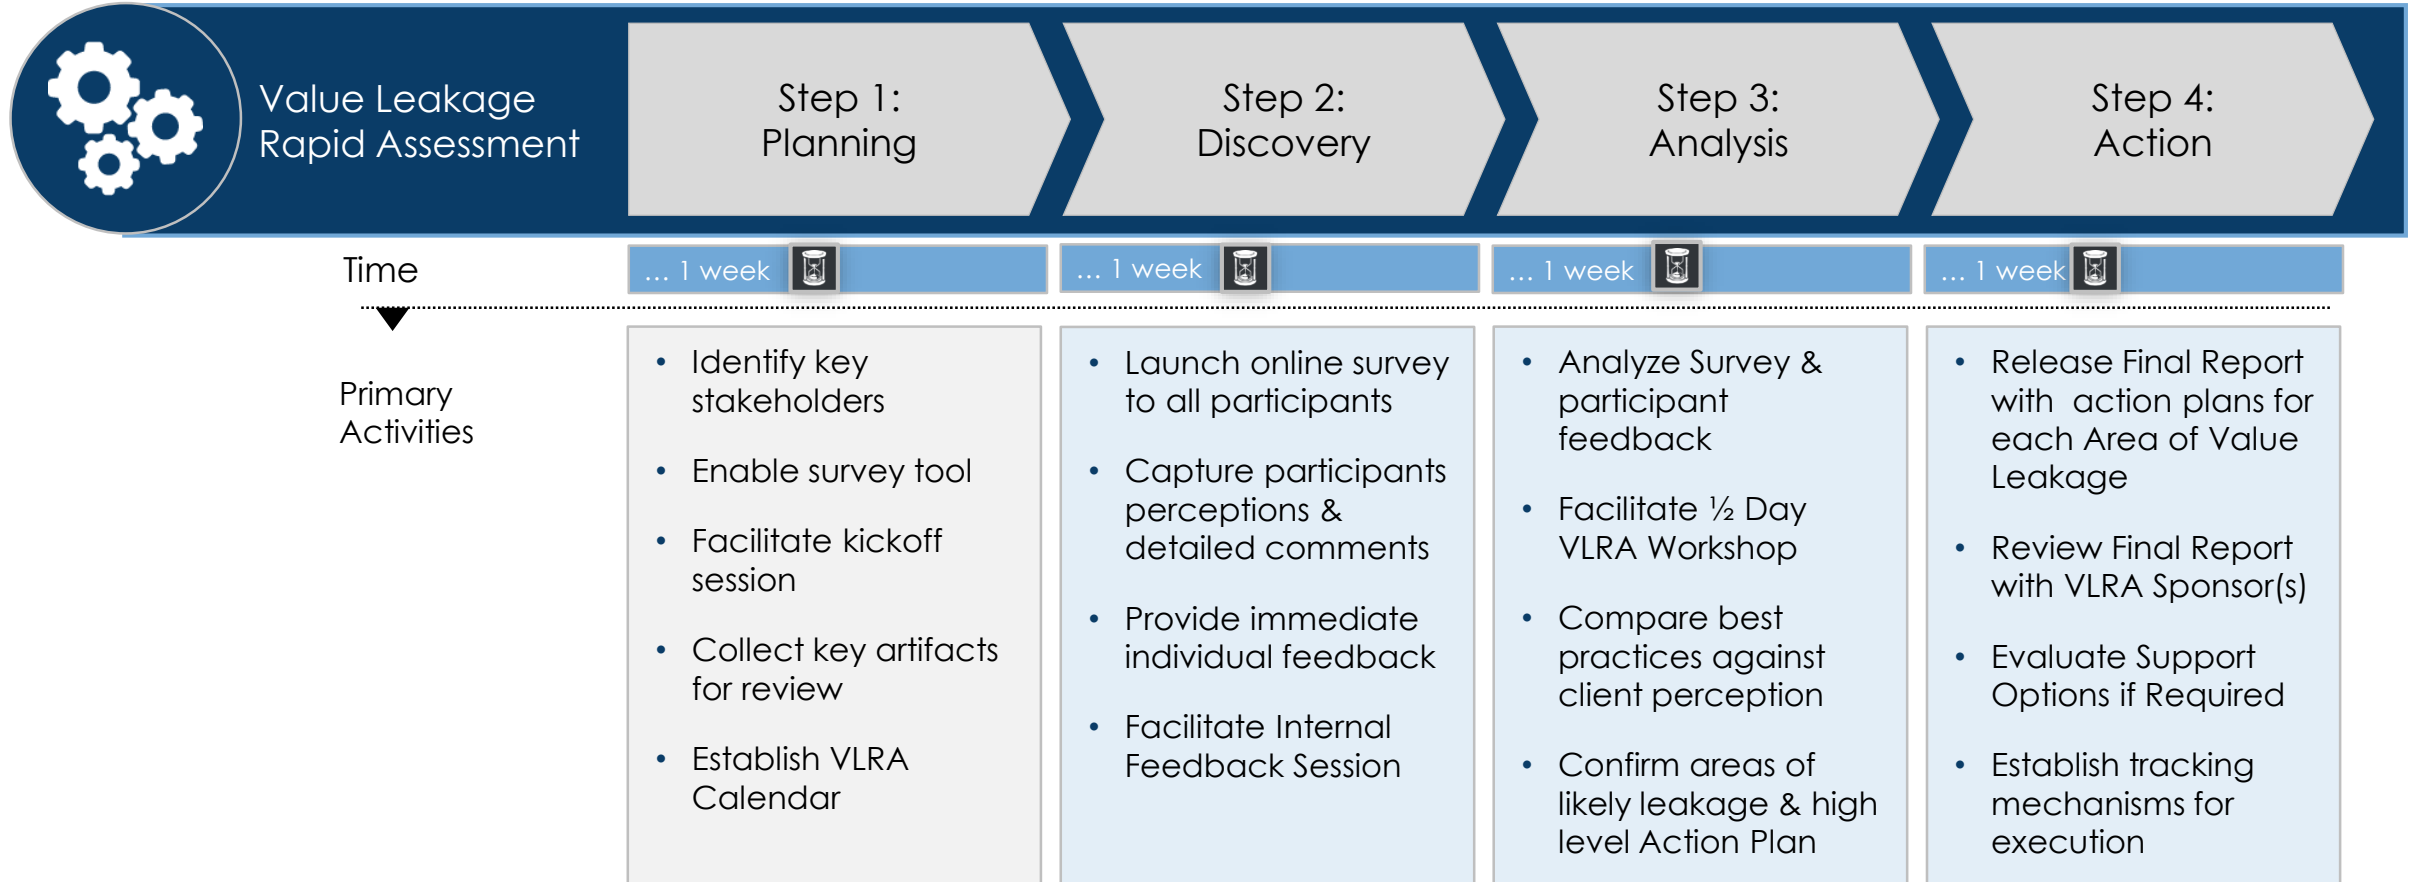 Value Leakage
Rapid Assessment
Step 1:
Planning
Step 2:
Discovery
Step 3:
Analysis
Step 4:
Action
Time
... 1 week
... 1 week
... 1 week
... 1 week
Primary
Activities
• Identify key
stakeholders
• Enable survey tool
• Facilitate kickoff
session
• Collect key artifacts
for review
• Establish VLRA
Calendar
• Launch online survey
to all participants
• Capture participants
perceptions &
detailed comments
• Provide immediate
individual feedback
• Facilitate Internal
Feedback Session
• Analyze Survey &
participant
feedback
• Facilitate ½ Day
VLRA Workshop
• Compare best
practices against
client perception
• Confirm areas of
likely leakage & high
level Action Plan
• Release Final Report
with  action plans for
each Area of Value
Leakage
• Review Final Report
with VLRA Sponsor(s)
• Evaluate Support
Options if Required
• Establish tracking
mechanisms for
execution